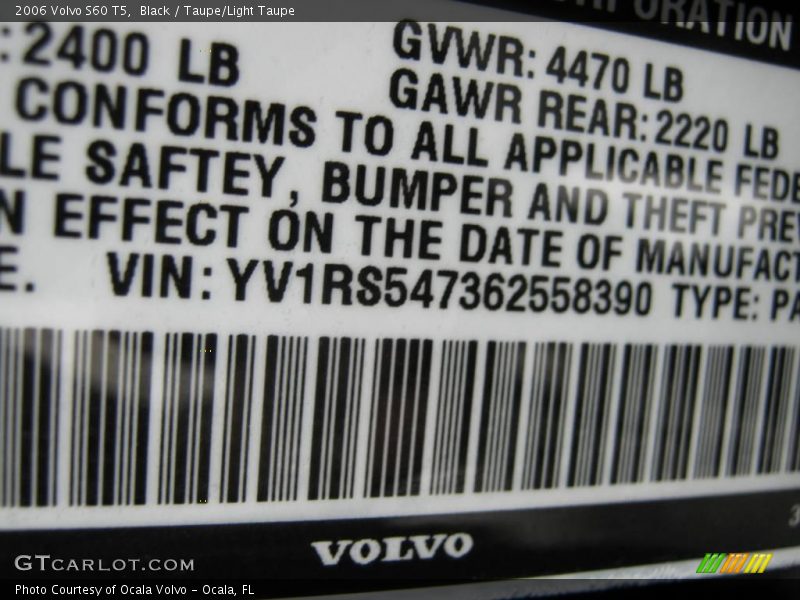 2006 Volvo S60 T5, Black / Taupe/Light Taupe
: 2400 LB GVWR: 4470 LB
GAWR REAR: 2220 LB
CONFORMS TO ALL APPLICABLE FEDE
LE SAFTEY, BUMPER AND THEFT PREV
N EFFECT ON THE DATE OF MANUFACT
E. VIN: YV1RS547362558390 TYPE: PA
VOLVO
GTCARLOT.COM
Photo Courtesy of Ocala Volvo - Ocala, FL